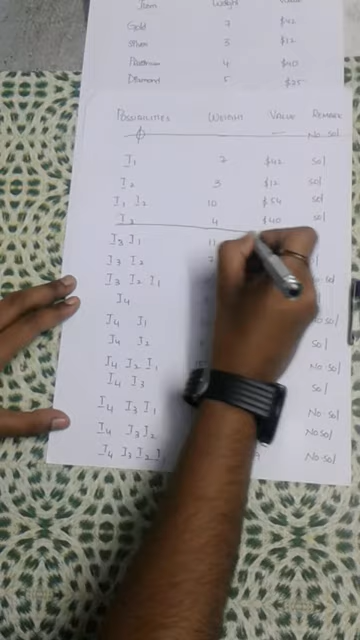 Item Weight Value
Gold 7 $42
Silver 3 $12
Platinum 4 $40
Diamond 5 $25
POSSIBILITIES WEIGHT VALUE REMARK
ϕ — No sol
I1 7 $42 sol
I2 3 $12 sol
I1 I2 10 $54 sol
I3 4 $40 sol
I3 I1 11
I3 I2 7
I3 I2 I1 sol
I4
I4 I1 No sol
I4 I2 sol
I4 I2 I1 No sol
I4 I3 sol
I4 I3 I1 No sol
I4 I3 I2 No sol
I4 I3 I2 I1 No sol